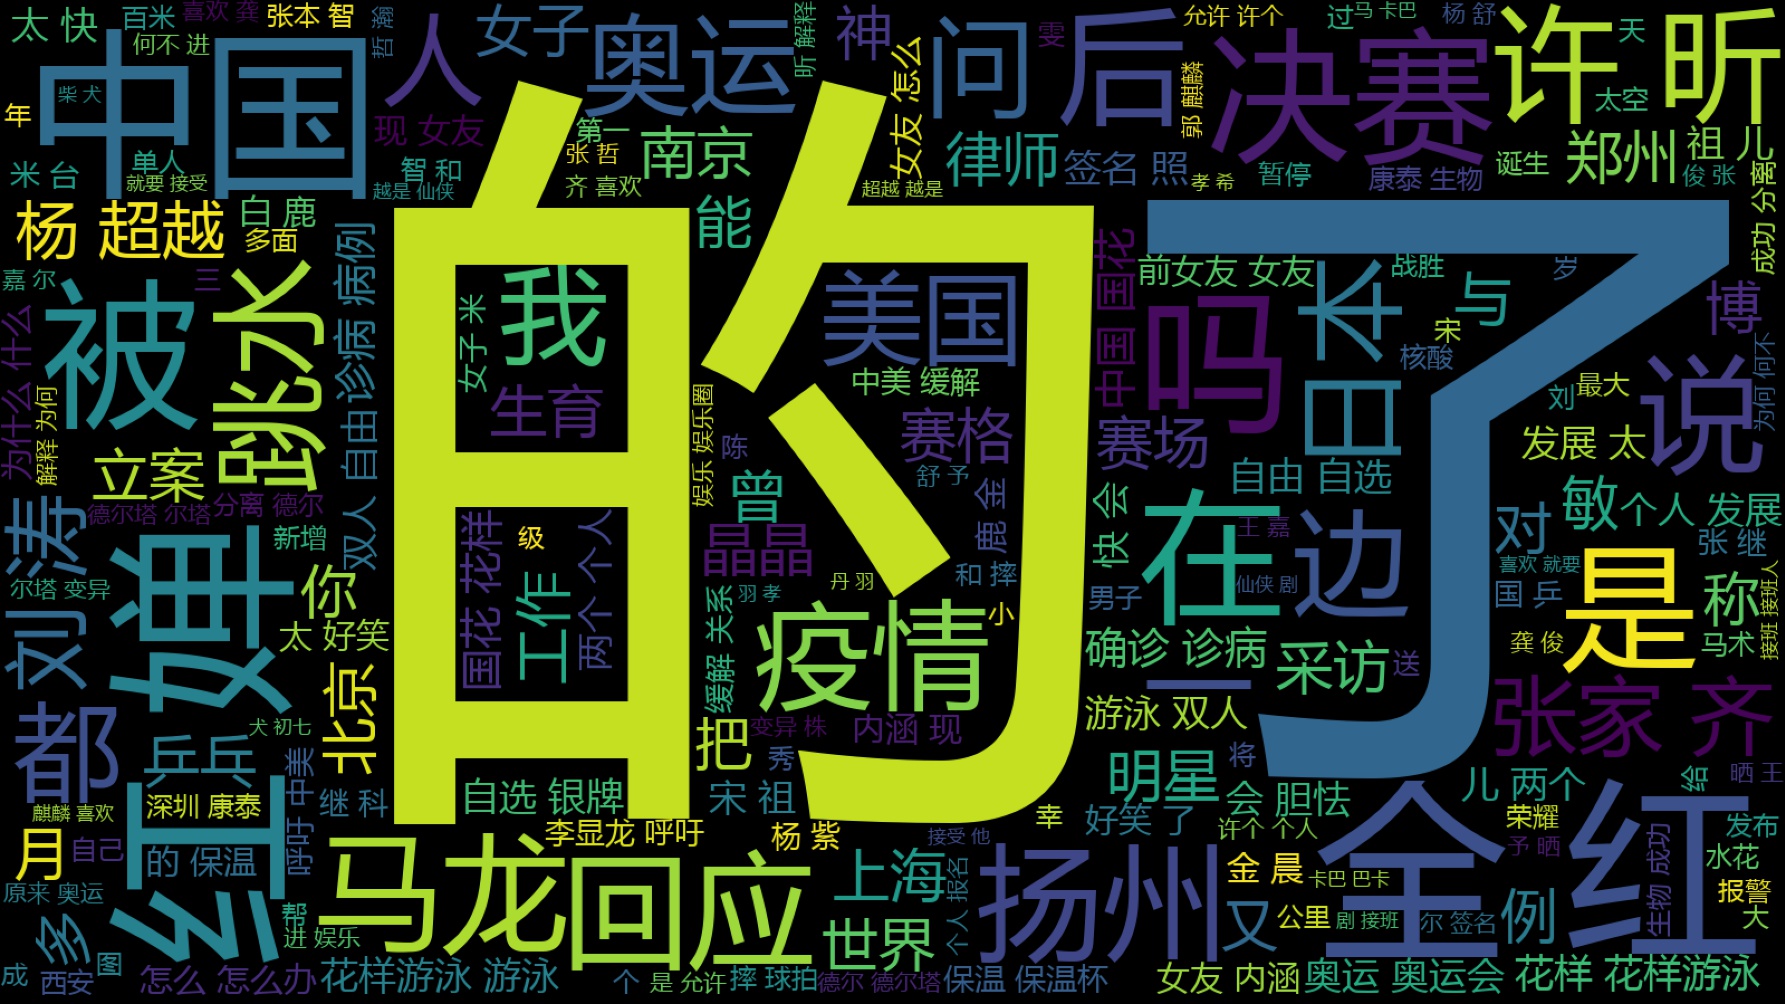 太 快
百米
喜欢 龚
张本 智
哲 瀚
女子
奥运
昕 解释
神
问
后
雯
允许 许个
过
马 卡巴
杨 舒
天
许 昕
决赛
何不 进
中国
人
柴 犬
年
现 女友
第一
张 哲
南京
女友 怎么
律师
签名 照
郭 麒麟
太空
郑州
祖 儿
米 台
单人
就要 接受
智 和
越是 仙侠
齐 喜欢
超越 越是
孝 希
暂停
康泰 生物
诞生
俊 张
成功 分离
杨 超越
白 鹿
多面
诊病 病例
能
的
了
中国 国花
前女友 女友
战胜
岁
嘉 尔
三
被
跳水
我
女子 米
美国
吗
日本
与
宋
核酸
博
为什么 什么
解释 为何
生育
娱乐 娱乐圈
中美 缓解
赛格
赛场
刘
最大
说
为何 何不
立案
自由
陈
舒 予
自由 自选
发展 太
刘 涛
德尔塔 尔塔
分离 德尔
婵
新增
双人
国花 花样
级
工作
两个 个人
曾
晶晶
鹿 金
快 会
在
王 嘉
边
对
敏
个人 发展
张 继
尔塔 变异
你
太 好笑
缓解 关系
羽 孝
丹 羽
和 摔
男子
仙侠 剧
喜欢 就要
国 乒
是
称
接班 接班人
疫情
小
确诊 诊病
采访
送
龚 俊
马术
都
北京
犬 初七
乒乓
呼吁 中美
把
变异 株
内涵 现
一
游泳 双人
张家 齐
秀
将
明星
麒麟 喜欢
深圳 康泰
红
继 科
自选 银牌
宋 祖
会 胆怯
儿 两个
给
晒 王
月
自己
的 保温
李显龙 呼吁
杨 紫
接受 他
幸
好笑 了
许个 个人
全红
荣耀
予 晒
发布
水花
原来 奥运
马龙
回应
上海
个人 报名
扬州
金 晨
卡巴 巴卡
生物 成功
报警
大
多
帮
进 娱乐
世界
又
公里
剧 接班
尔 签名
例
成
西安
图
怎么 怎么办
花样游泳 游泳
个
是 允许
摔 球拍
德尔 德尔塔
保温 保温杯
女友 内涵
奥运 奥运会
花样 花样游泳